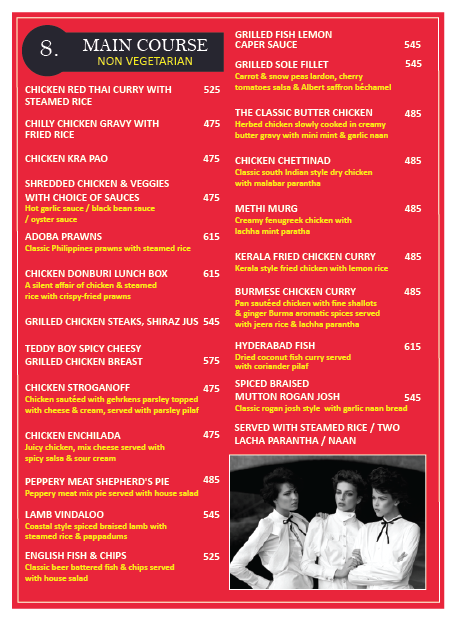 8. MAIN COURSE
NON VEGETARIAN
CHICKEN RED THAI CURRY WITH 525
STEAMED RICE
CHILLY CHICKEN GRAVY WITH 475
FRIED RICE
CHICKEN KRA PAO 475
SHREDDED CHICKEN & VEGGIES
WITH CHOICE OF SAUCES 475
Hot garlic sauce / black bean sauce
/ oyster sauce
ADOBA PRAWNS 615
Classic Philippines prawns with steamed rice
CHICKEN DONBURI LUNCH BOX 615
A silent affair of chicken & steamed
rice with crispy-fried prawns
GRILLED CHICKEN STEAKS, SHIRAZ JUS 545
TEDDY BOY SPICY CHEESY
GRILLED CHICKEN BREAST 575
CHICKEN STROGANOFF 475
Chicken sautéed with gehrkens parsley topped
with cheese & cream, served with parsley pilaf
CHICKEN ENCHILADA 475
Juicy chicken, mix cheese served with
spicy salsa & sour cream
PEPPERY MEAT SHEPHERD'S PIE 485
Peppery meat mix pie served with house salad
LAMB VINDALOO 545
Coastal style spiced braised lamb with
steamed rice & pappadums
ENGLISH FISH & CHIPS 525
Classic beer battered fish & chips served
with house salad
GRILLED FISH LEMON
CAPER SAUCE 545
GRILLED SOLE FILLET 545
Carrot & snow peas lardon, cherry
tomatoes salsa & Albert saffron béchamel
THE CLASSIC BUTTER CHICKEN 485
Herbed chicken slowly cooked in creamy
butter gravy with mini mint & garlic naan
CHICKEN CHETTINAD 485
Classic south Indian style dry chicken
with malabar parantha
METHI MURG 485
Creamy fenugreek chicken with
lachha mint paratha
KERALA FRIED CHICKEN CURRY 485
Kerala style fried chicken with lemon rice
BURMESE CHICKEN CURRY 485
Pan sautéed chicken with fine shallots
& ginger Burma aromatic spices served
with jeera rice & lachha parantha
HYDERABAD FISH 615
Dried coconut fish curry served
with coriander pilaf
SPICED BRAISED
MUTTON ROGAN JOSH 545
Classic rogan josh style with garlic naan bread
SERVED WITH STEAMED RICE / TWO
LACHA PARANTHA / NAAN